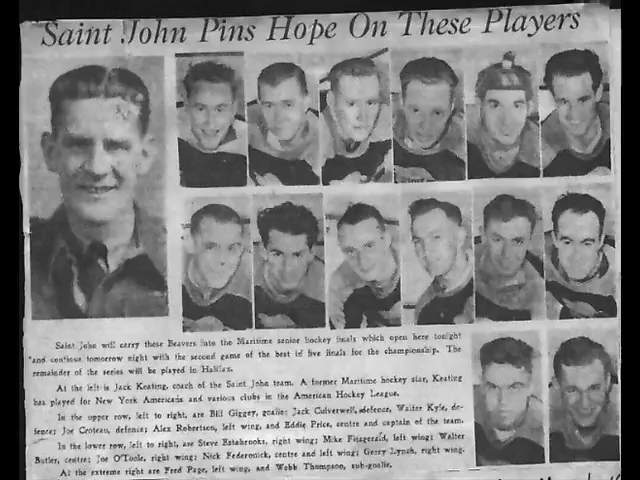 Saint John Pins Hope On These Players
Saint John will carry these Beavers into the Maritime senior hockey finals which open here tonight
and continue tomorrow night with the second game of the best in five finals for the championship. The
remainder of the series will be played in Halifax.
At the left is Jack Keating, coach of the Saint John team. A former Maritime hockey star, Keating
has played for New York Americans and various clubs in the American Hockey League.
In the upper row, left to right, are Bill Giggey, goalie; Jack Culverwell, defence, Walter Kyle, de-
fence; Joe Croteau, defence; Alex Robertson, left wing, and Eddie Price, centre and captain of the team.
In the lower row, left to right, are Steve Estabrooks, right wing; Mike Fitzgerald, left wing; Walter
Butler, centre; Joe O'Toole, right wing; Nick Federonick, centre and left wing; Gerry Lynch, right wing.
At the extreme right are Fred Page, left wing, and Webb Thompson, sub-goalie.